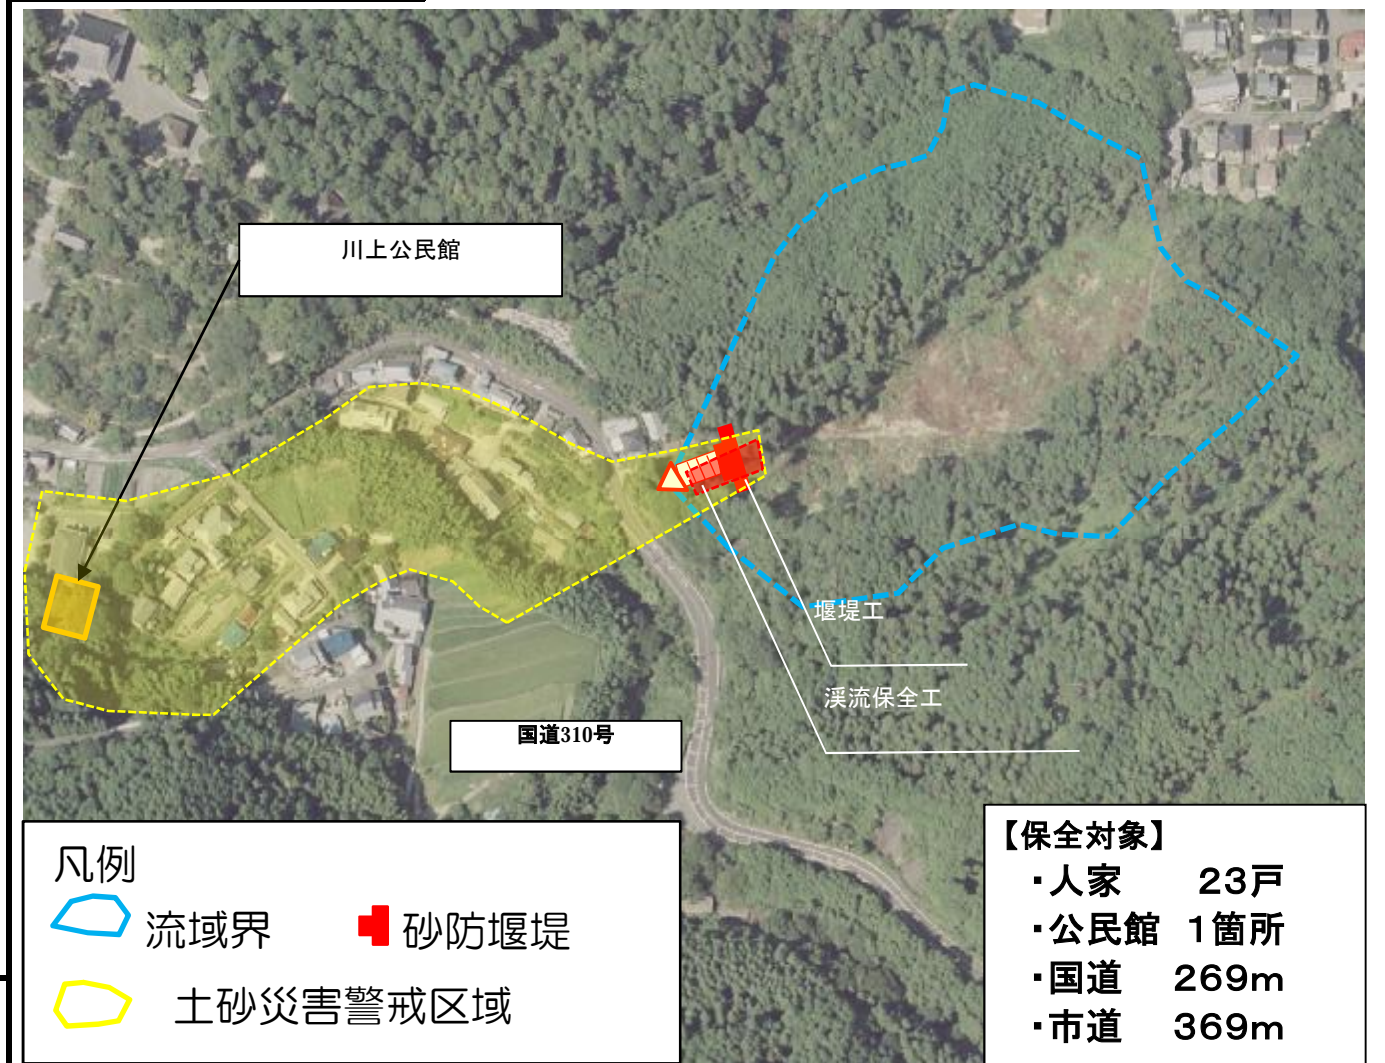 川上公民館
堰堤工
渓流保全工
国道310号
凡例
流域界
砂防堰堤
土砂災害警戒区域
【保全対象】
・人家 23戸
・公民館 1箇所
・国道 269m
・市道 369m